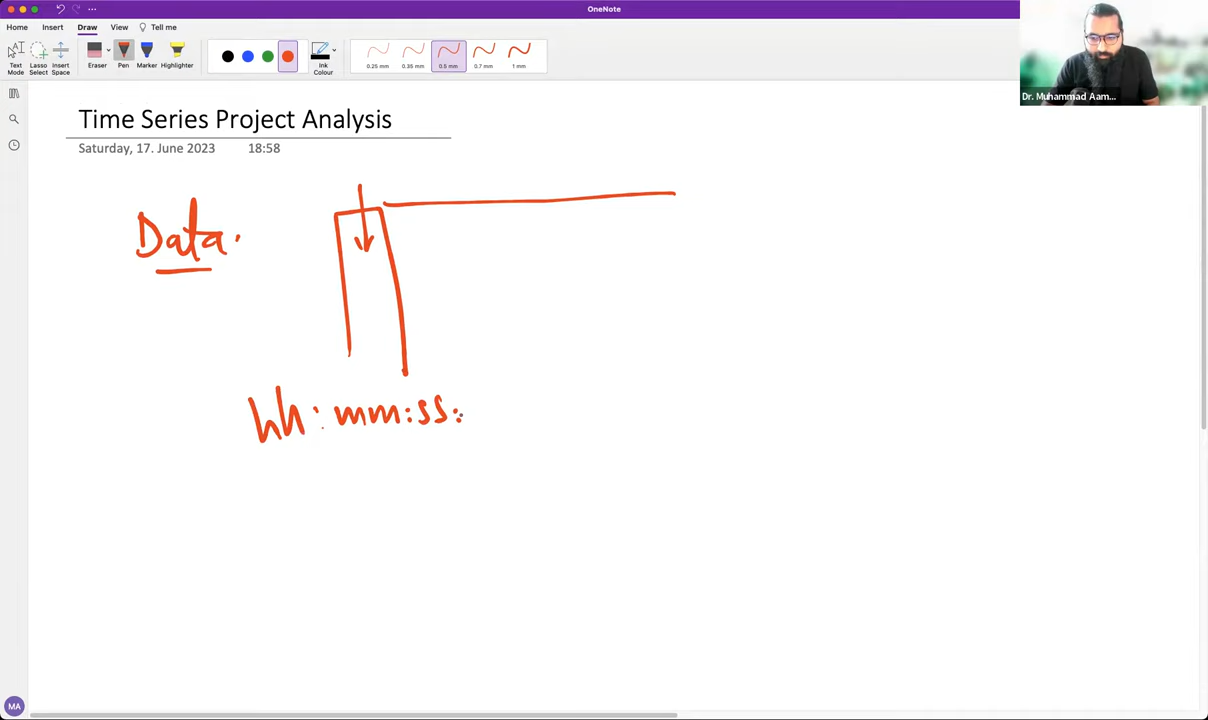 OneNote
Home Insert Draw View Tell me
Text Mode
Lasso Select
Insert Space
Eraser
Pen
Marker
Highlighter
Ink Colour
0.25 mm
0.35 mm
0.5 mm
0.7 mm
1 mm
Dr. Muhammad Aam...
Time Series Project Analysis
Saturday, 17. June 2023 18:58
Data.
hh:mm:ss:
MA